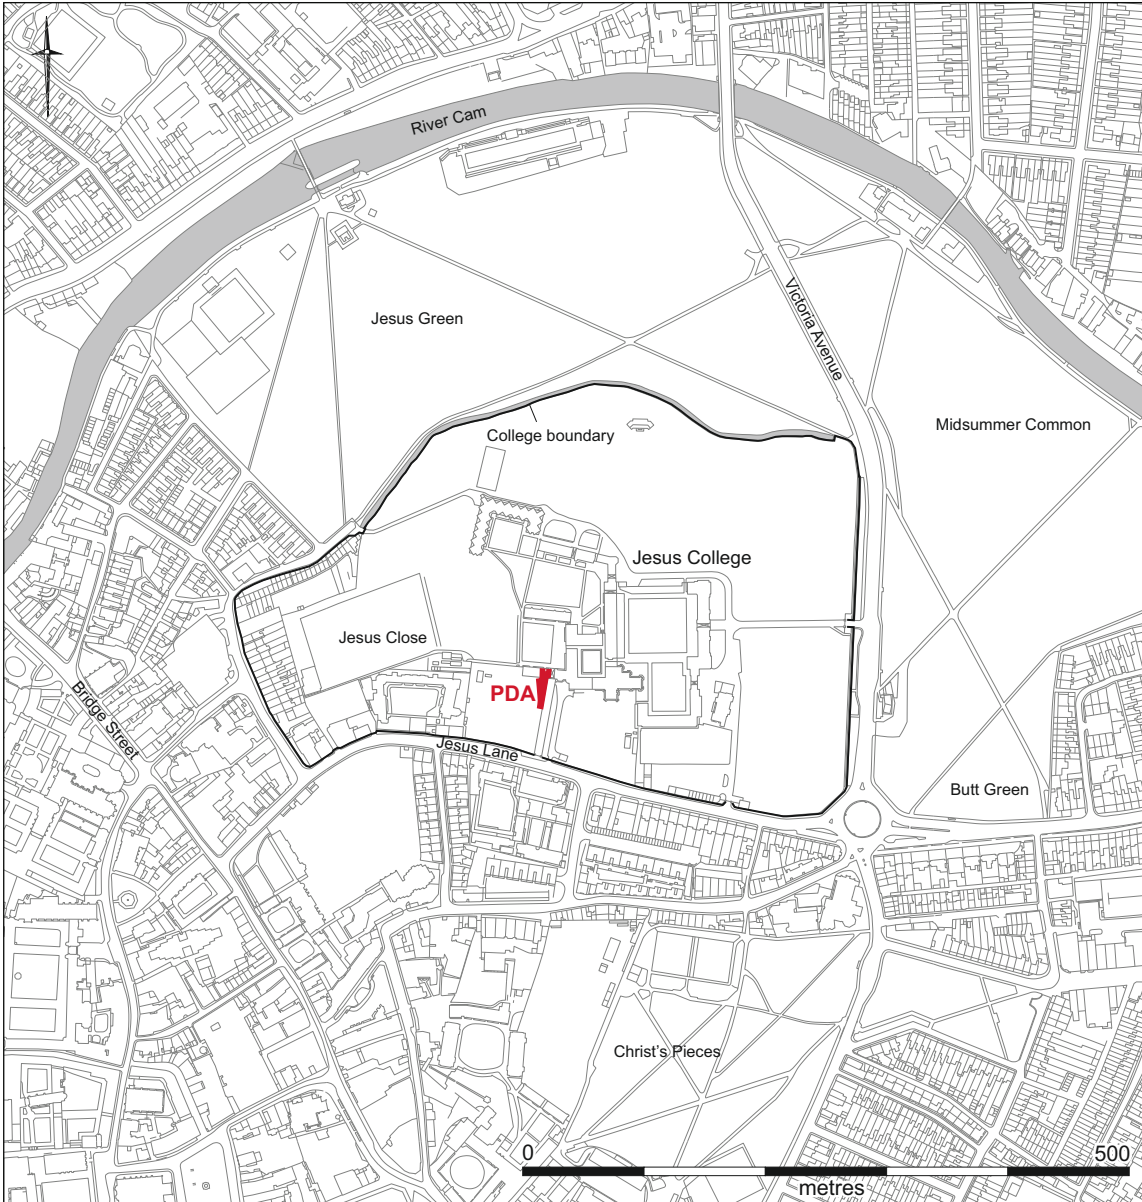 River Cam
Victoria Avenue
Jesus Green
Midsummer Common
College boundary
Jesus College
Jesus Close
PDA
Bridge Street
Jesus Lane
Butt Green
Christ's Pieces
0
500
metres